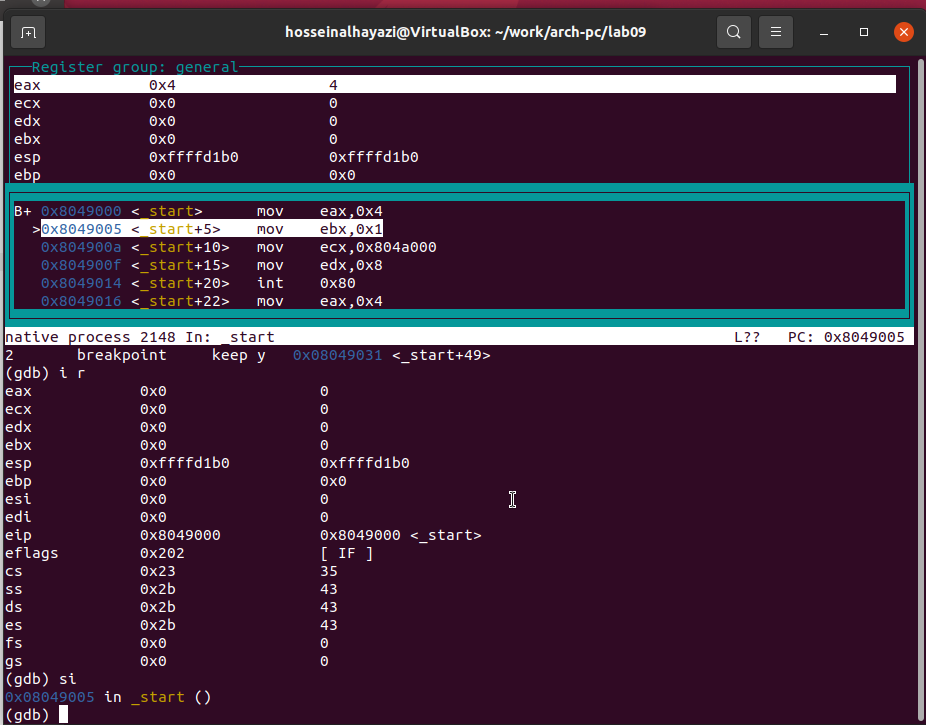 hosseinalhayazi@VirtualBox: ~/work/arch-pc/lab09
Register group: general
eax 0x4 4
ecx 0x0 0
edx 0x0 0
ebx 0x0 0
esp 0xffffd1b0 0xffffd1b0
ebp 0x0 0x0
B+ 0x8049000 <_start> mov eax,0x4
>0x8049005 <_start+5> mov ebx,0x1
0x804900a <_start+10> mov ecx,0x804a000
0x804900f <_start+15> mov edx,0x8
0x8049014 <_start+20> int 0x80
0x8049016 <_start+22> mov eax,0x4
native process 2148 In: _start L?? PC: 0x8049005
2 breakpoint keep y 0x08049031 <_start+49>
(gdb) i r
eax 0x0 0
ecx 0x0 0
edx 0x0 0
ebx 0x0 0
esp 0xffffd1b0 0xffffd1b0
ebp 0x0 0x0
esi 0x0 0
edi 0x0 0
eip 0x8049000 0x8049000 <_start>
eflags 0x202 [ IF ]
cs 0x23 35
ss 0x2b 43
ds 0x2b 43
es 0x2b 43
fs 0x0 0
gs 0x0 0
(gdb) si
0x08049005 in _start ()
(gdb)